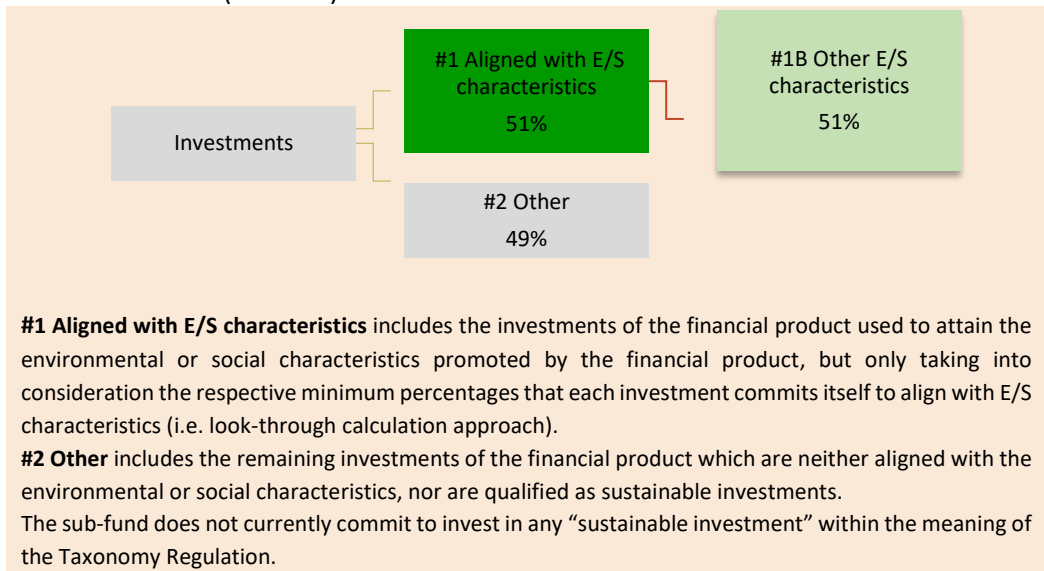 #1 Aligned with E/S
characteristics
51%
#1B Other E/S
characteristics
51%
Investments
#2 Other
49%
#1 Aligned with E/S characteristics includes the investments of the financial product used to attain the
environmental or social characteristics promoted by the financial product, but only taking into
consideration the respective minimum percentages that each investment commits itself to align with E/S
characteristics (i.e. look-through calculation approach).
#2 Other includes the remaining investments of the financial product which are neither aligned with the
environmental or social characteristics, nor are qualified as sustainable investments.
The sub-fund does not currently commit to invest in any “sustainable investment” within the meaning of
the Taxonomy Regulation.